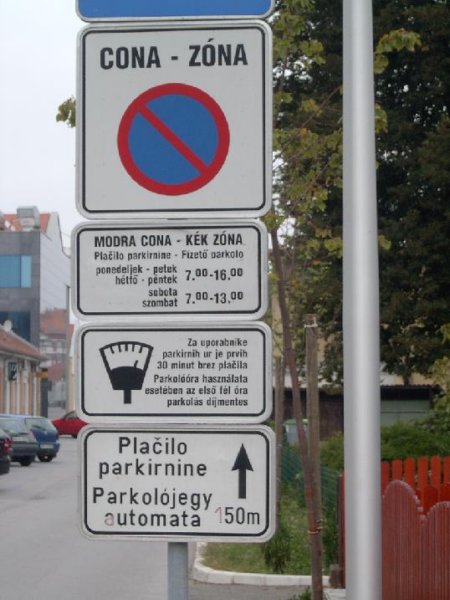 CONA - ZÓNA
MODRA CONA - KÉK ZÓNA
Plačilo parkirnine - Fizető parkolo
ponedeljek - petek
hétfő - péntek
7.00-16.00
sobota
szombat
7.00-13.00
Za uporabnike
parkirnih ur je prvih
30 minut brez plačila
Parkolóóra használata
esetében az első fél óra
parkolás díjmentes
Plačilo
parkirnine
Parkolójegy
automata 150m